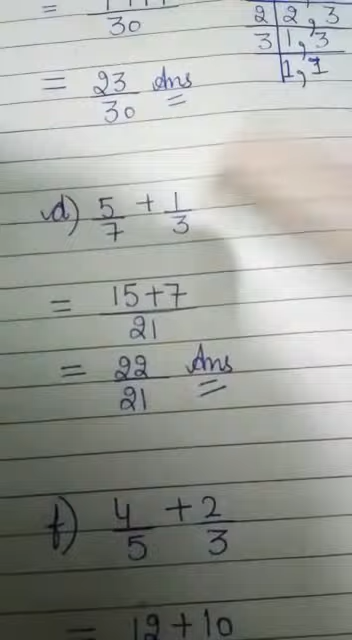 = /30
2|2, 3
3|1, 3
|1, 1
= 23/30 Ans
d) 5/7 + 1/3
= 15+7/21
= 22/21 Ans
f) 4/5 + 2/3
= 12+10